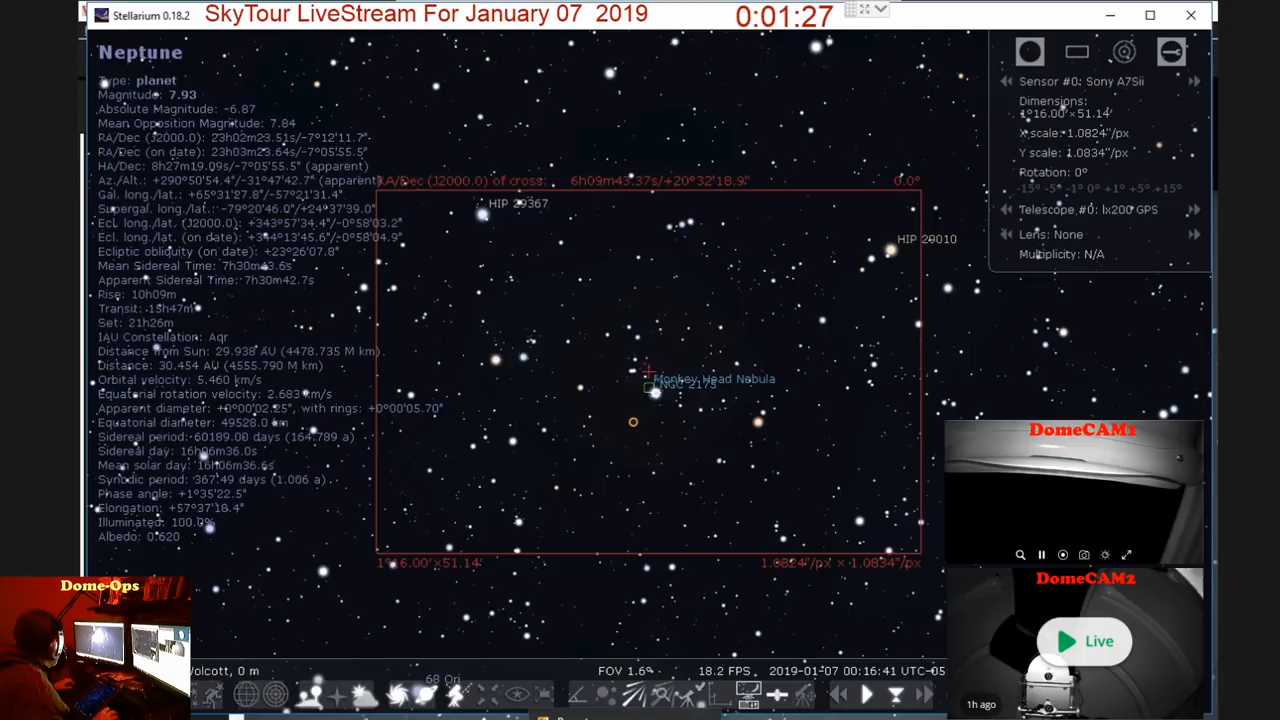 Stellarium 0.18.2
SkyTour LiveStream For January 07 2019
0:01:27
Neptune
Type: planet
Magnitude: 7.93
Absolute Magnitude: -6.87
Mean Opposition Magnitude: 7.84
RA/Dec (J2000.0): 23h02m23.51s/-7°12'11.7"
RA/Dec (on date): 23h03m23.64s/-7°05'55.5"
HA/Dec: 8h27m19.09s/-7°05'55.5" (apparent)
Az./Alt.: +290°50'54.4"/-31°47'42.7" (apparent)
Gal. long./lat.: +65°31'27.8"/-57°21'31.4"
Supergal. long./lat.: -79°20'46.0"/+24°37'39.0"
Ecl. long./lat. (J2000.0): +343°57'34.4"/-0°58'03.2"
Ecl. long./lat. (on date): +344°13'45.6"/-0°58'04.9"
Ecliptic obliquity (on date): +23°26'07.8"
Mean Sidereal Time: 7h30m43.6s
Apparent Sidereal Time: 7h30m42.7s
Rise: 10h09m
Transit: 15h47m
Set: 21h26m
IAU Constellation: Aqr
Distance from Sun: 29.938 AU (4478.735 M km)
Distance: 30.454 AU (4555.790 M km)
Orbital velocity: 5.460 km/s
Equatorial rotation velocity: 2.683 km/s
Apparent diameter: +0°00'02.25", with rings: +0°00'05.70"
Equatorial diameter: 49528.0 km
Sidereal period: 60189.00 days (164.789 a)
Sidereal day: 16h06m36.0s
Mean solar day: 16h06m36.6s
Synodic period: 367.49 days (1.006 a)
Phase angle: +1°35'22.5"
Elongation: +57°37'18.4"
Illuminated: 100.0%
Albedo: 0.620
RA/Dec (J2000.0) of cross: 6h09m43.37s/+20°32'18.9"
0.0°
HIP 29367
HIP 29010
Monkey Head Nebula
NGC 2175
1°16.00'×51.14'
1.0824"/px × 1.0834"/px
Sensor #0: Sony A7Sii
Dimensions:
1°16.00'×51.14'
X scale: 1.0824"/px
Y scale: 1.0834"/px
Rotation: 0°
-15° -5° -1° 0° +1° +5° +15°
Telescope #0: lx200 GPS
Lens: None
Multiplicity: N/A
DomeCAM1
DomeCAM2
Live
1h ago
Dome-Ops
Wolcott, 0 m
68 Ori
FOV 1.6°
18.2 FPS
2019-01-07 00:16:41 UTC-05